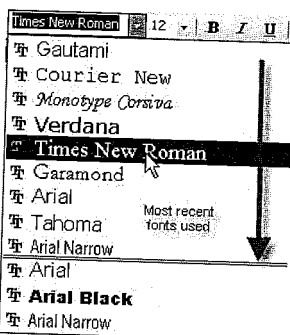 Times New Roman 12 B I U
Gautami
Courier New
Monotype Corsiva
Verdana
Times New Roman
Garamond
Arial
Tahoma
Arial Narrow
Most recent
fonts used
Arial
Arial Black
Arial Narrow